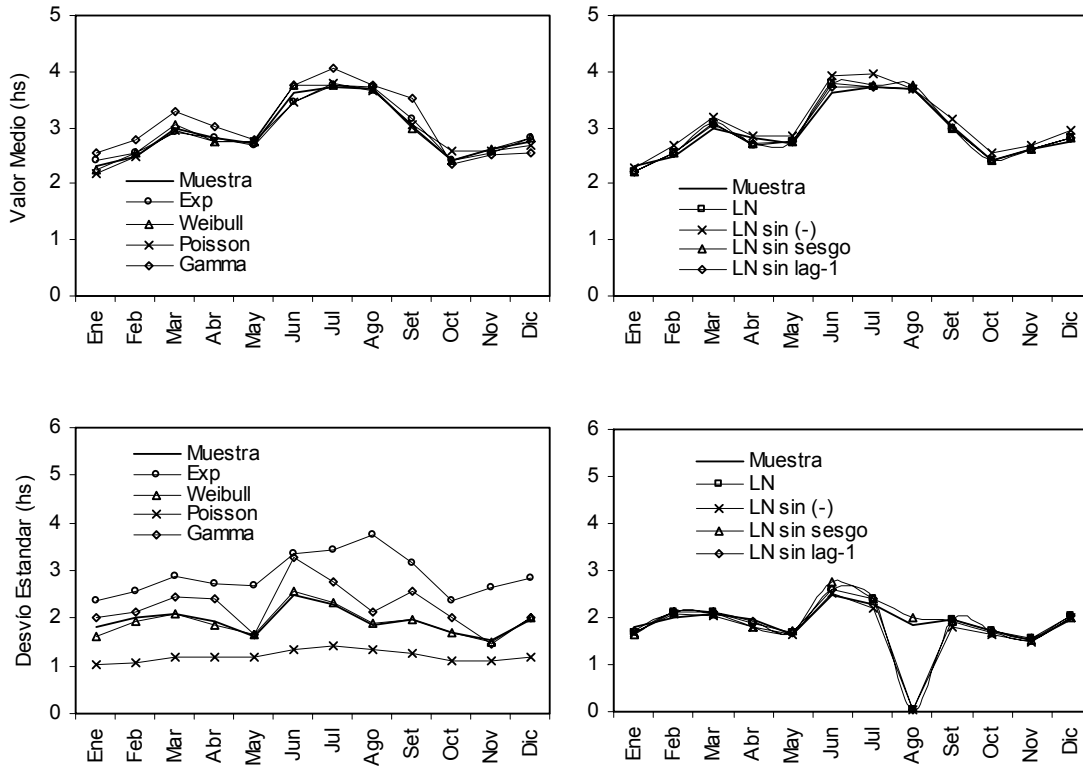 5
4
3
2
1
0
Valor Medio (hs)
Muestra
Exp
Weibull
Poisson
Gamma
Ene Feb Mar Abr May Jun Jul Ago Set Oct Nov Dic
5
4
3
2
1
0
Muestra
LN
LN sin (-)
LN sin sesgo
LN sin lag-1
Ene Feb Mar Abr May Jun Jul Ago Set Oct Nov Dic
6
5
4
3
2
1
0
Desvío Estandar (hs)
Muestra
Exp
Weibull
Poisson
Gamma
Ene Feb Mar Abr May Jun Jul Ago Set Oct Nov Dic
6
5
4
3
2
1
0
Muestra
LN
LN sin (-)
LN sin sesgo
LN sin lag-1
Ene Feb Mar Abr May Jun Jul Ago Set Oct Nov Dic